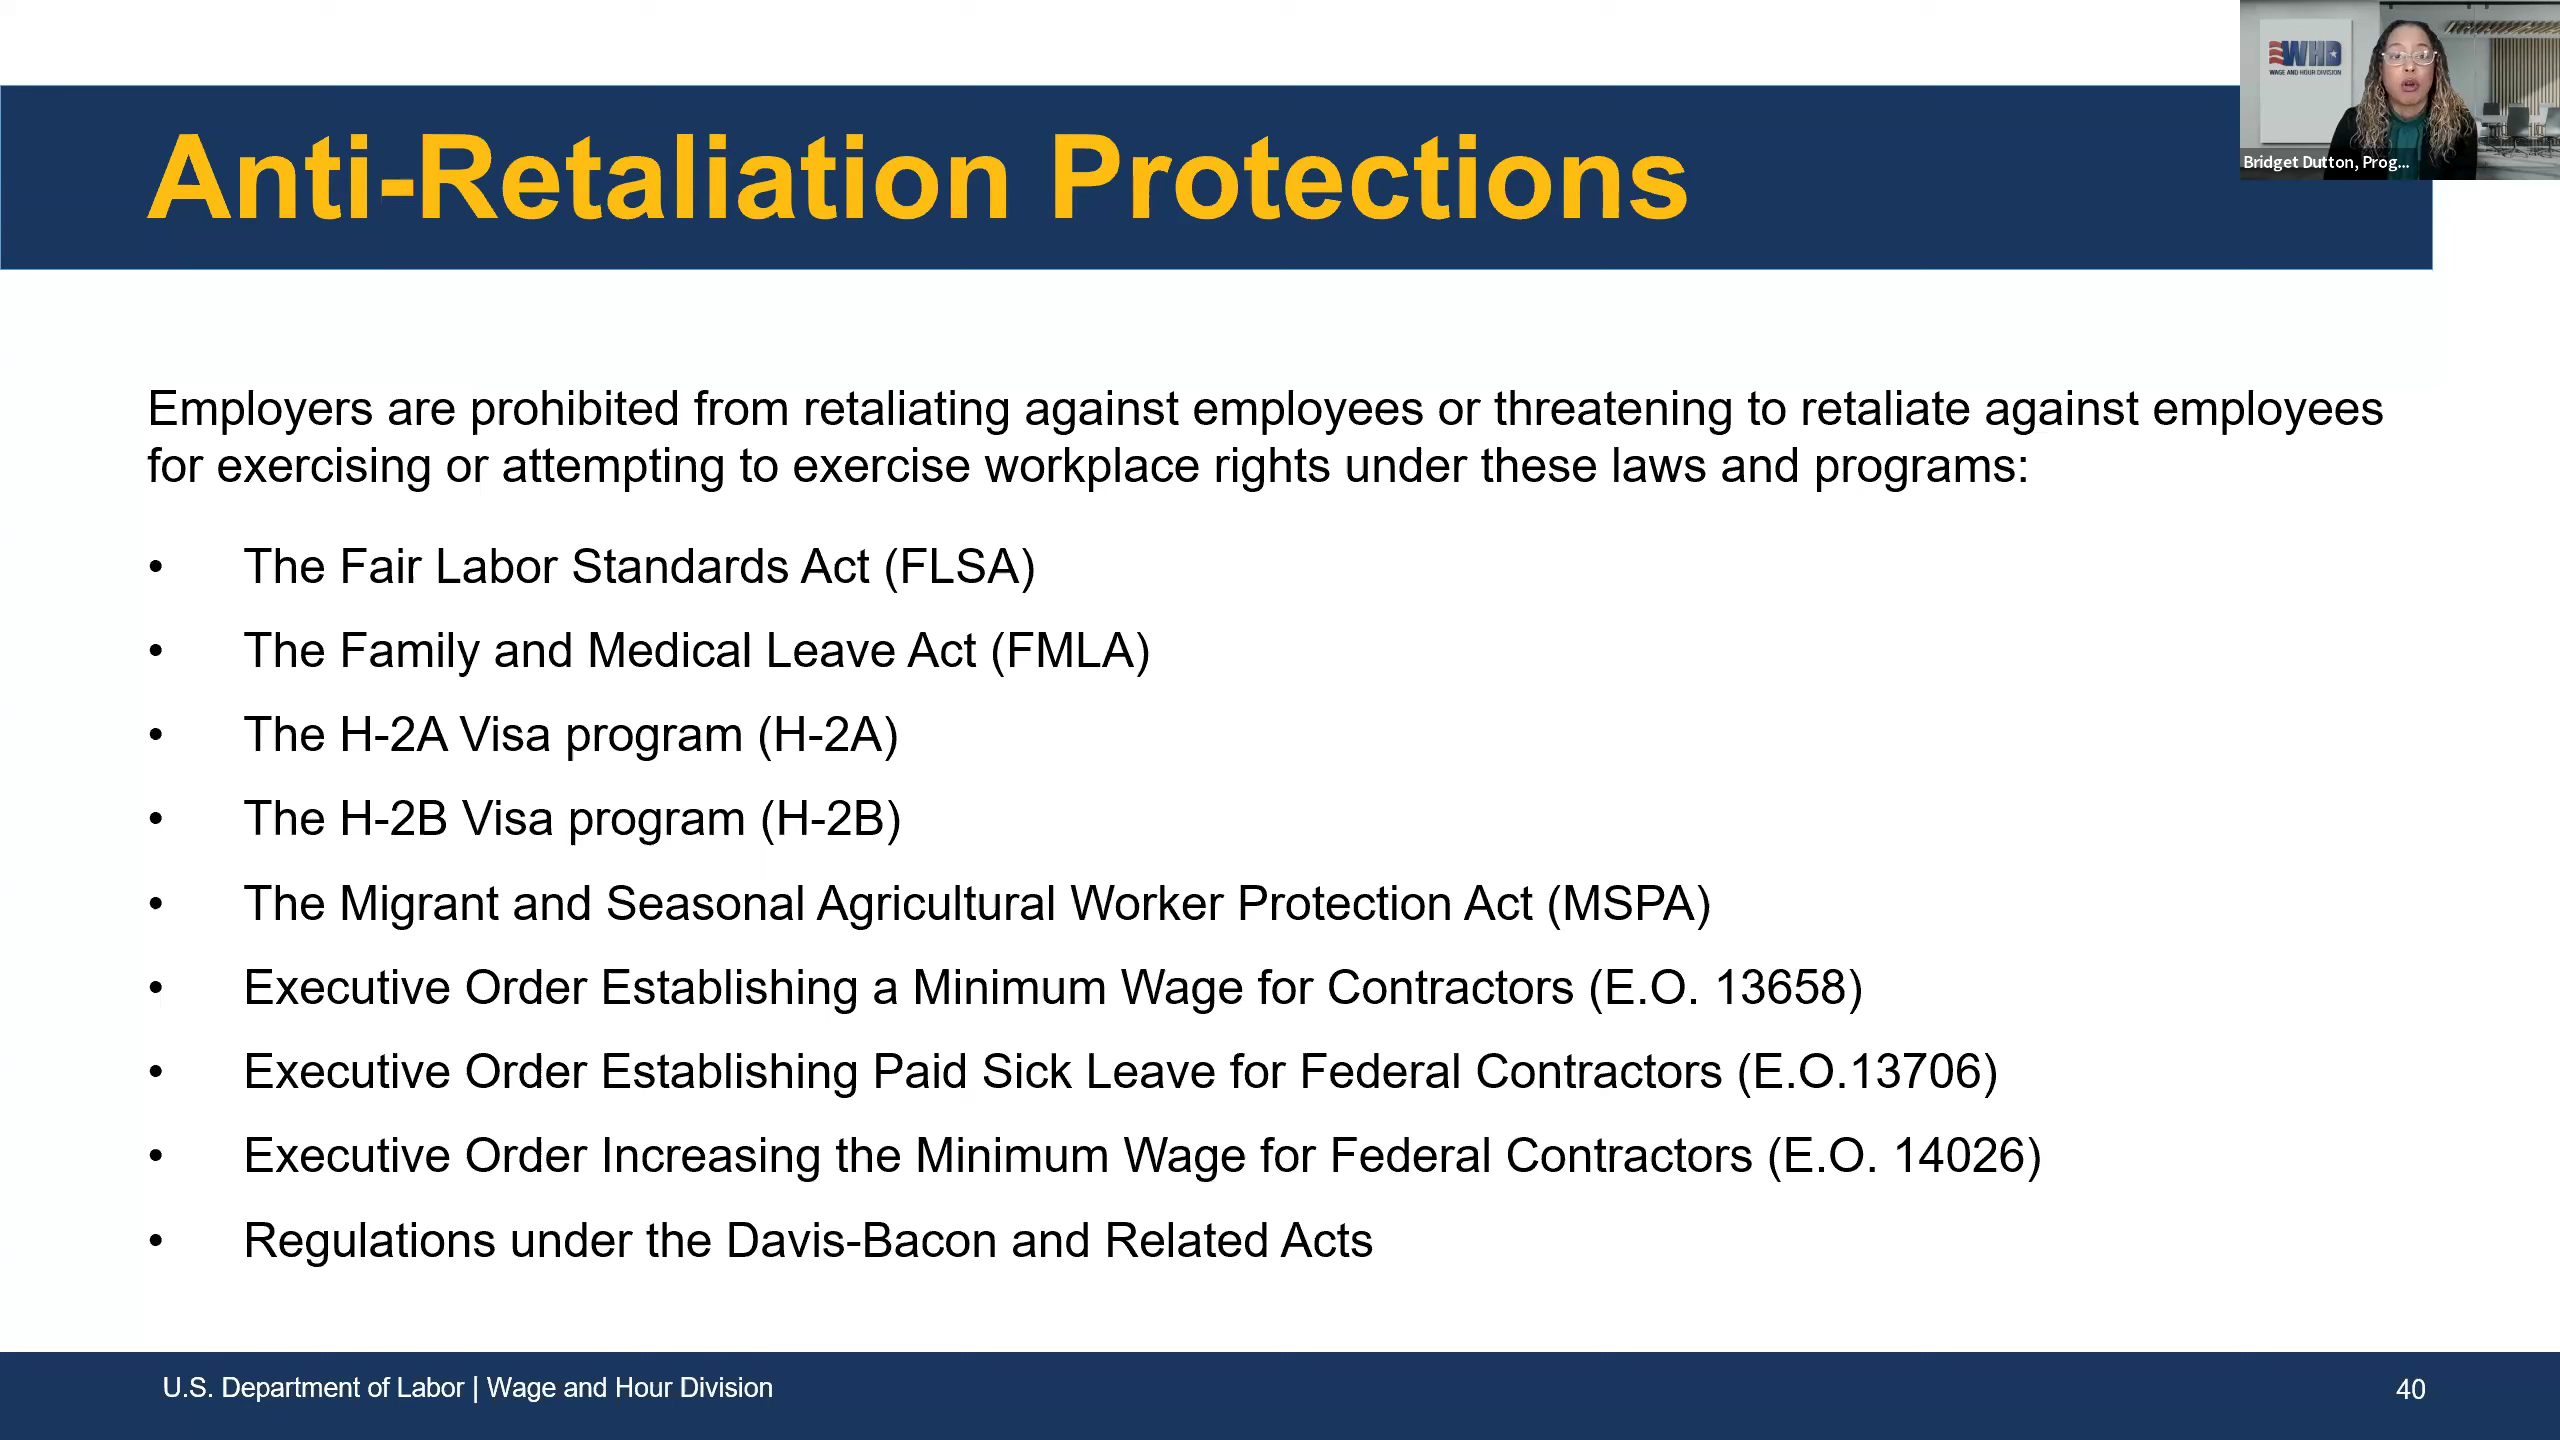 WHD
WAGE AND HOUR DIVISION
Bridget Dutton, Prog...
Anti-Retaliation Protections
Employers are prohibited from retaliating against employees or threatening to retaliate against employees
for exercising or attempting to exercise workplace rights under these laws and programs:
• The Fair Labor Standards Act (FLSA)
• The Family and Medical Leave Act (FMLA)
• The H-2A Visa program (H-2A)
• The H-2B Visa program (H-2B)
• The Migrant and Seasonal Agricultural Worker Protection Act (MSPA)
• Executive Order Establishing a Minimum Wage for Contractors (E.O. 13658)
• Executive Order Establishing Paid Sick Leave for Federal Contractors (E.O.13706)
• Executive Order Increasing the Minimum Wage for Federal Contractors (E.O. 14026)
• Regulations under the Davis-Bacon and Related Acts
U.S. Department of Labor | Wage and Hour Division
40